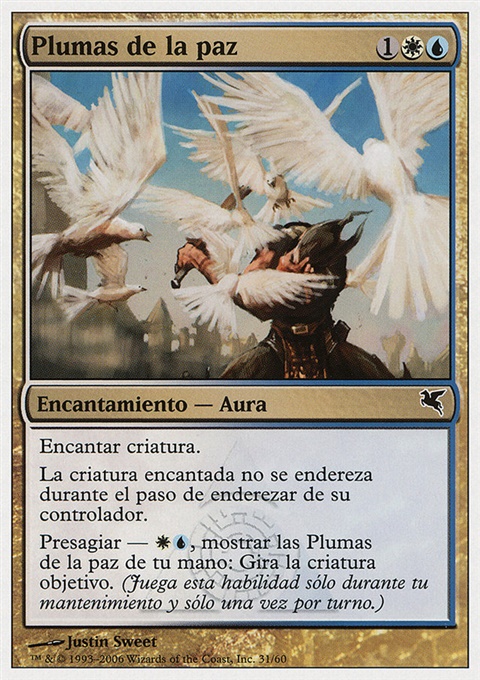 Plumas de la paz
1
Encantamiento — Aura
Encantar criatura.
La criatura encantada no se endereza
durante el paso de enderezar de su
controlador.
Presagiar — , mostrar las Plumas
de la paz de tu mano: Gira la criatura
objetivo. (Juega esta habilidad sólo durante tu
mantenimiento y sólo una vez por turno.)
Justin Sweet
™ & © 1993-2006 Wizards of the Coast, Inc. 31/60